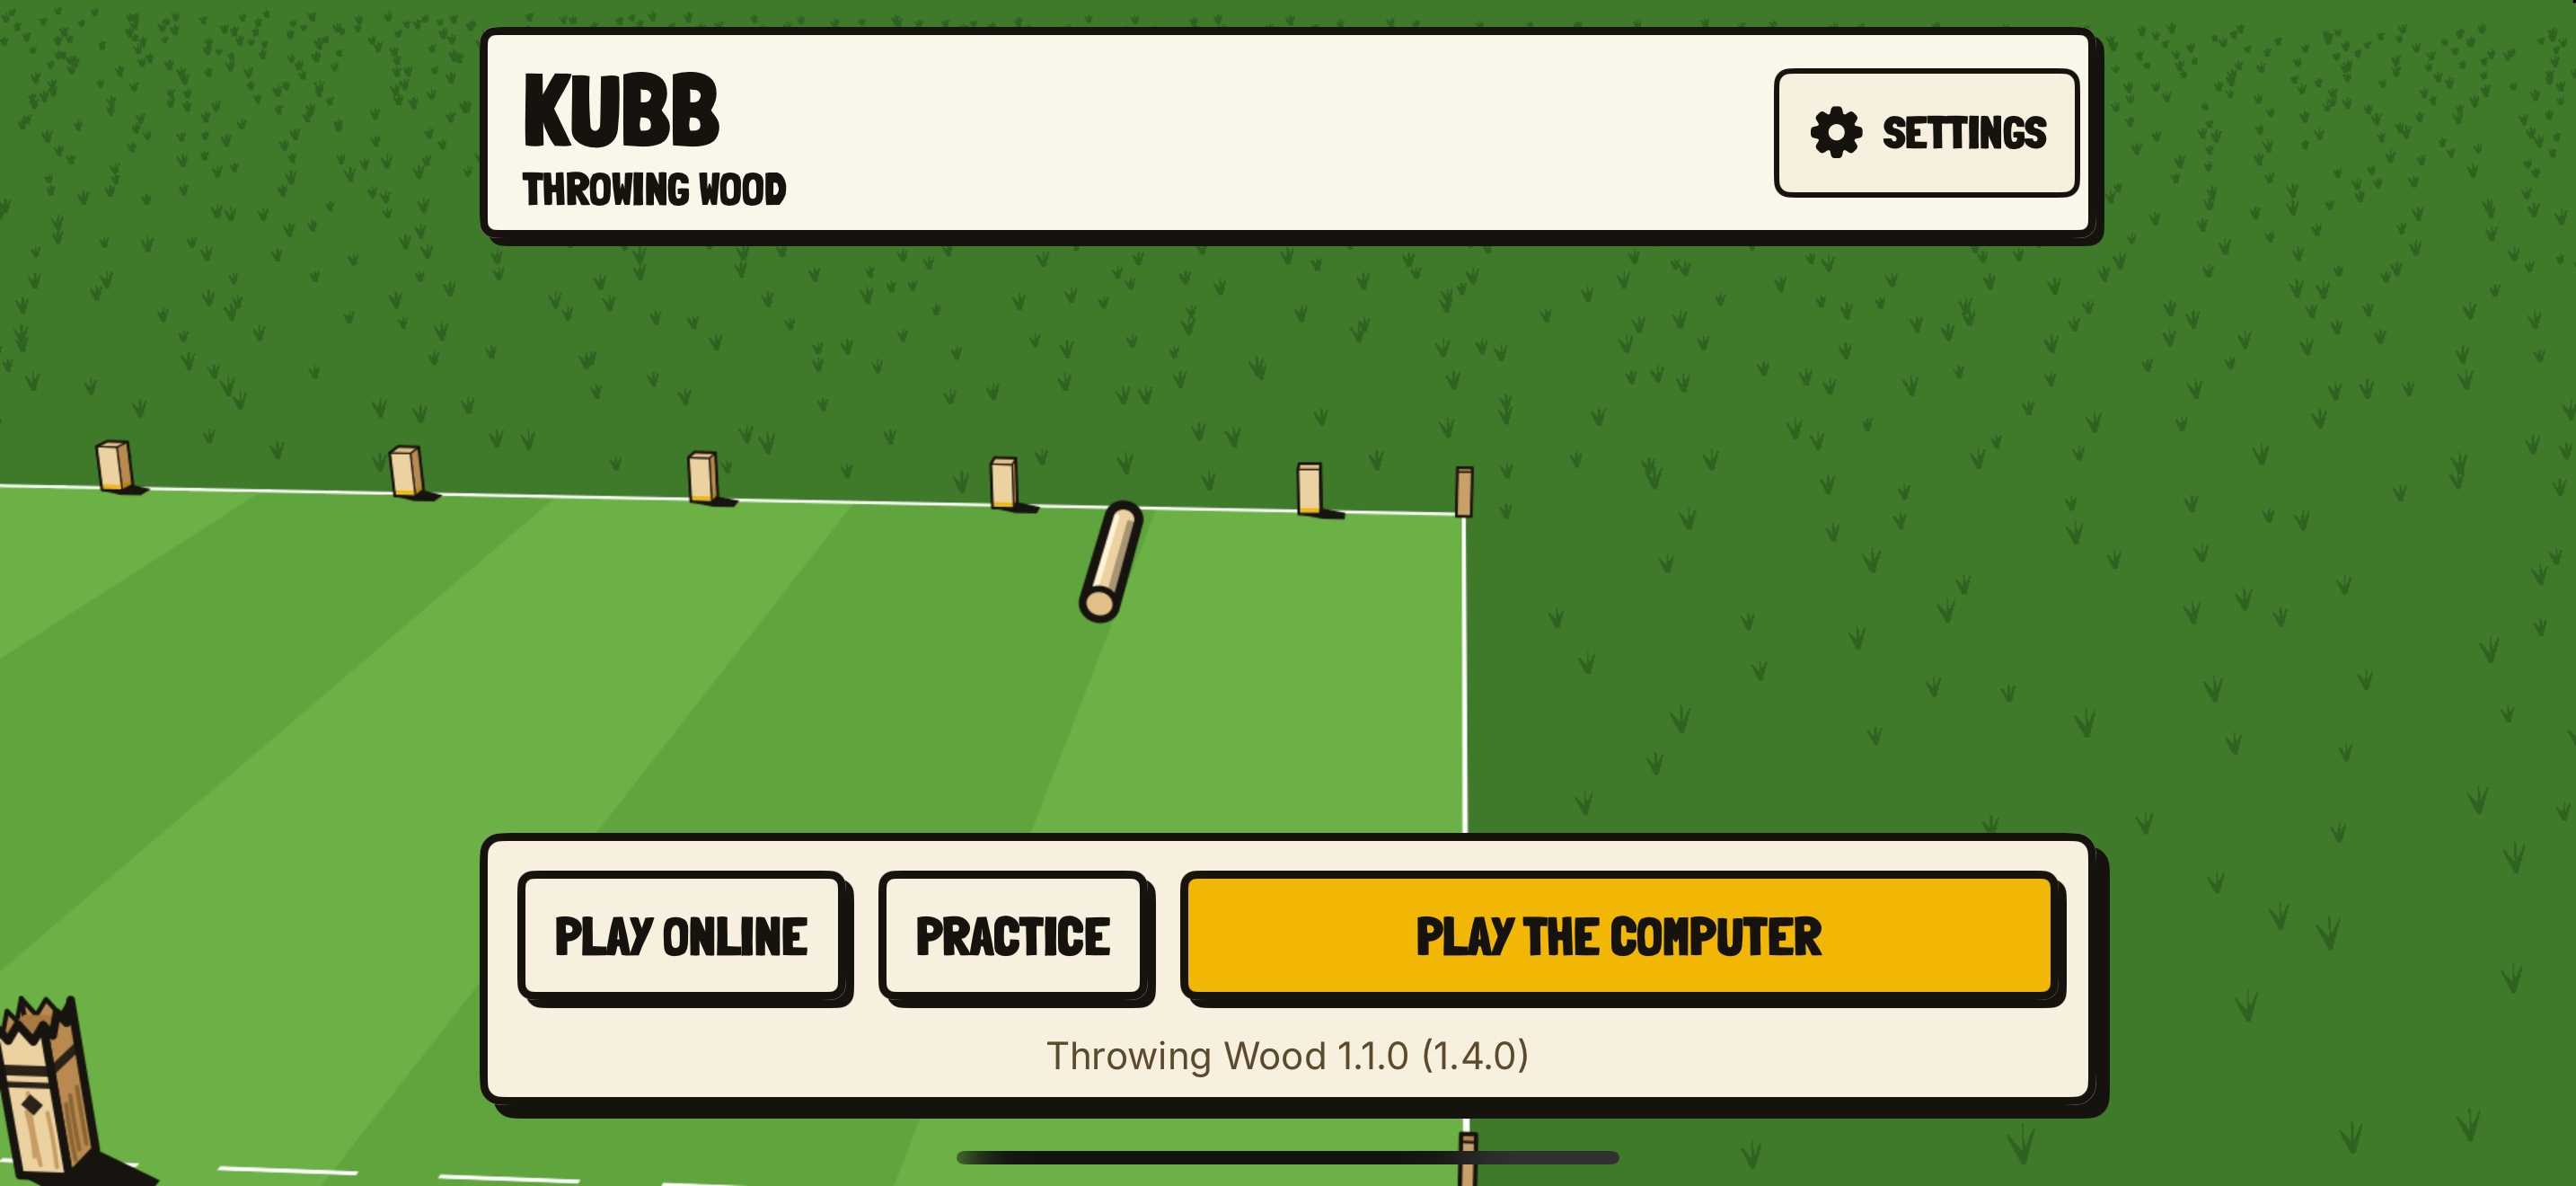 KUBB
THROWING WOOD
SETTINGS
PLAY ONLINE
PRACTICE
PLAY THE COMPUTER
Throwing Wood 1.1.0 (1.4.0)